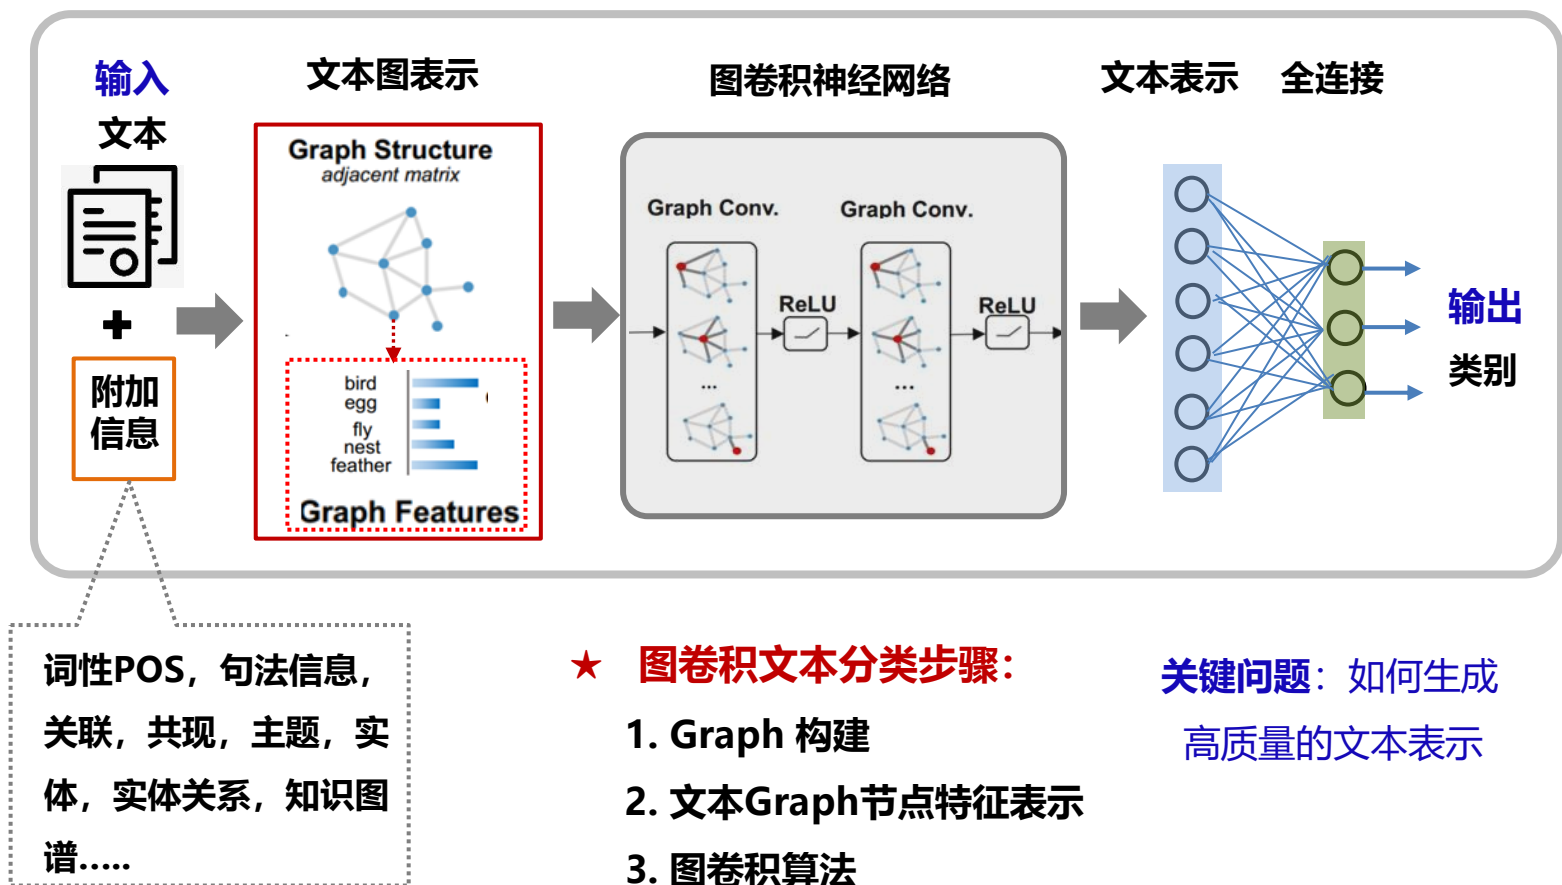 输入
文本
附加
信息
文本图表示
Graph Structure
adjacent matrix
bird
egg
fly
nest
feather
Graph Features
图卷积神经网络
Graph Conv.
ReLU
...
Graph Conv.
ReLU
...
文本表示
全连接
输出
类别
词性POS，句法信息，
关联，共现，主题，实
体，实体关系，知识图
谱.....
★ 图卷积文本分类步骤：
1. Graph 构建
2. 文本Graph节点特征表示
3. 图卷积算法
关键问题：如何生成
高质量的文本表示